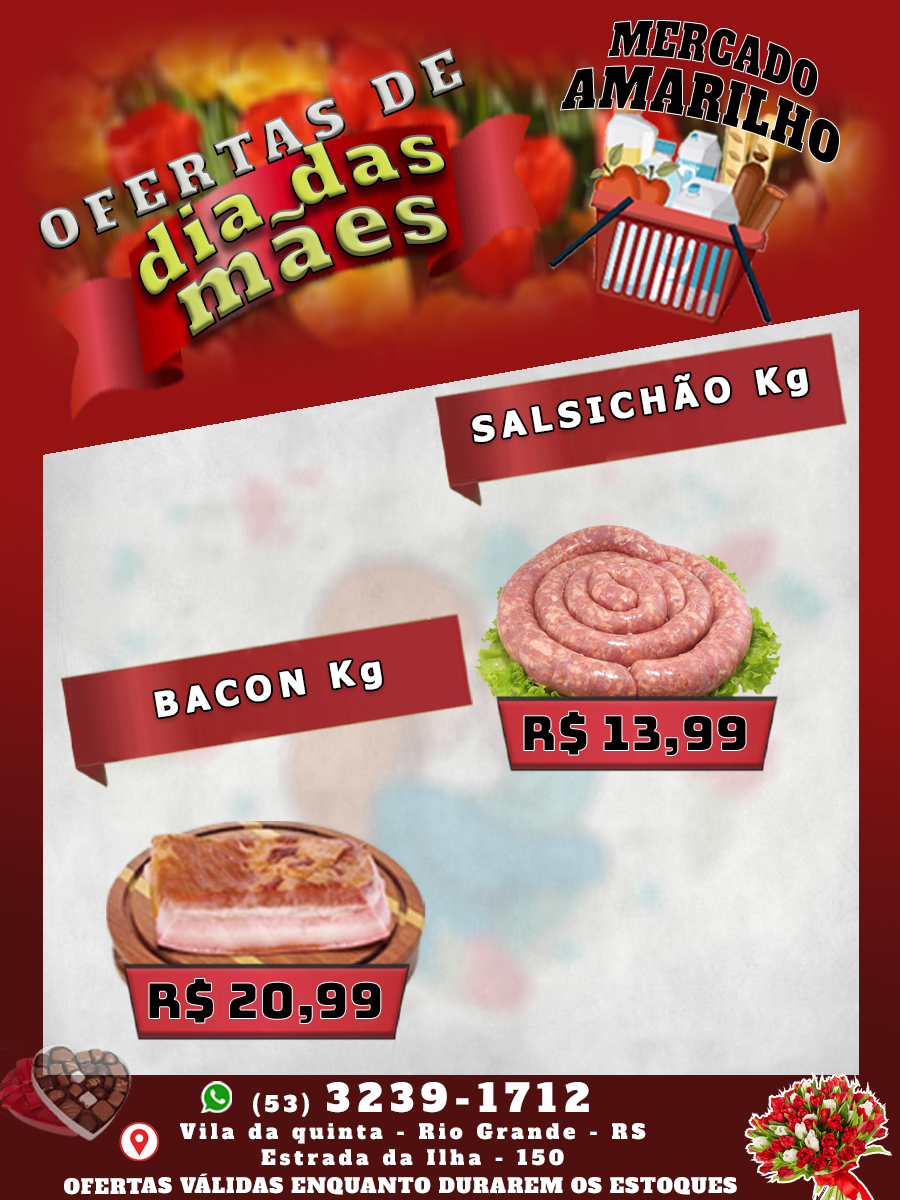 OFERTAS DE
dia das
mães
MERCADO
AMARILHO
SALSICHÃO Kg
R$ 13,99
BACON Kg
R$ 20,99
(53) 3239-1712
Vila da quinta - Rio Grande - RS
Estrada da Ilha - 150
OFERTAS VÁLIDAS ENQUANTO DURAREM OS ESTOQUES